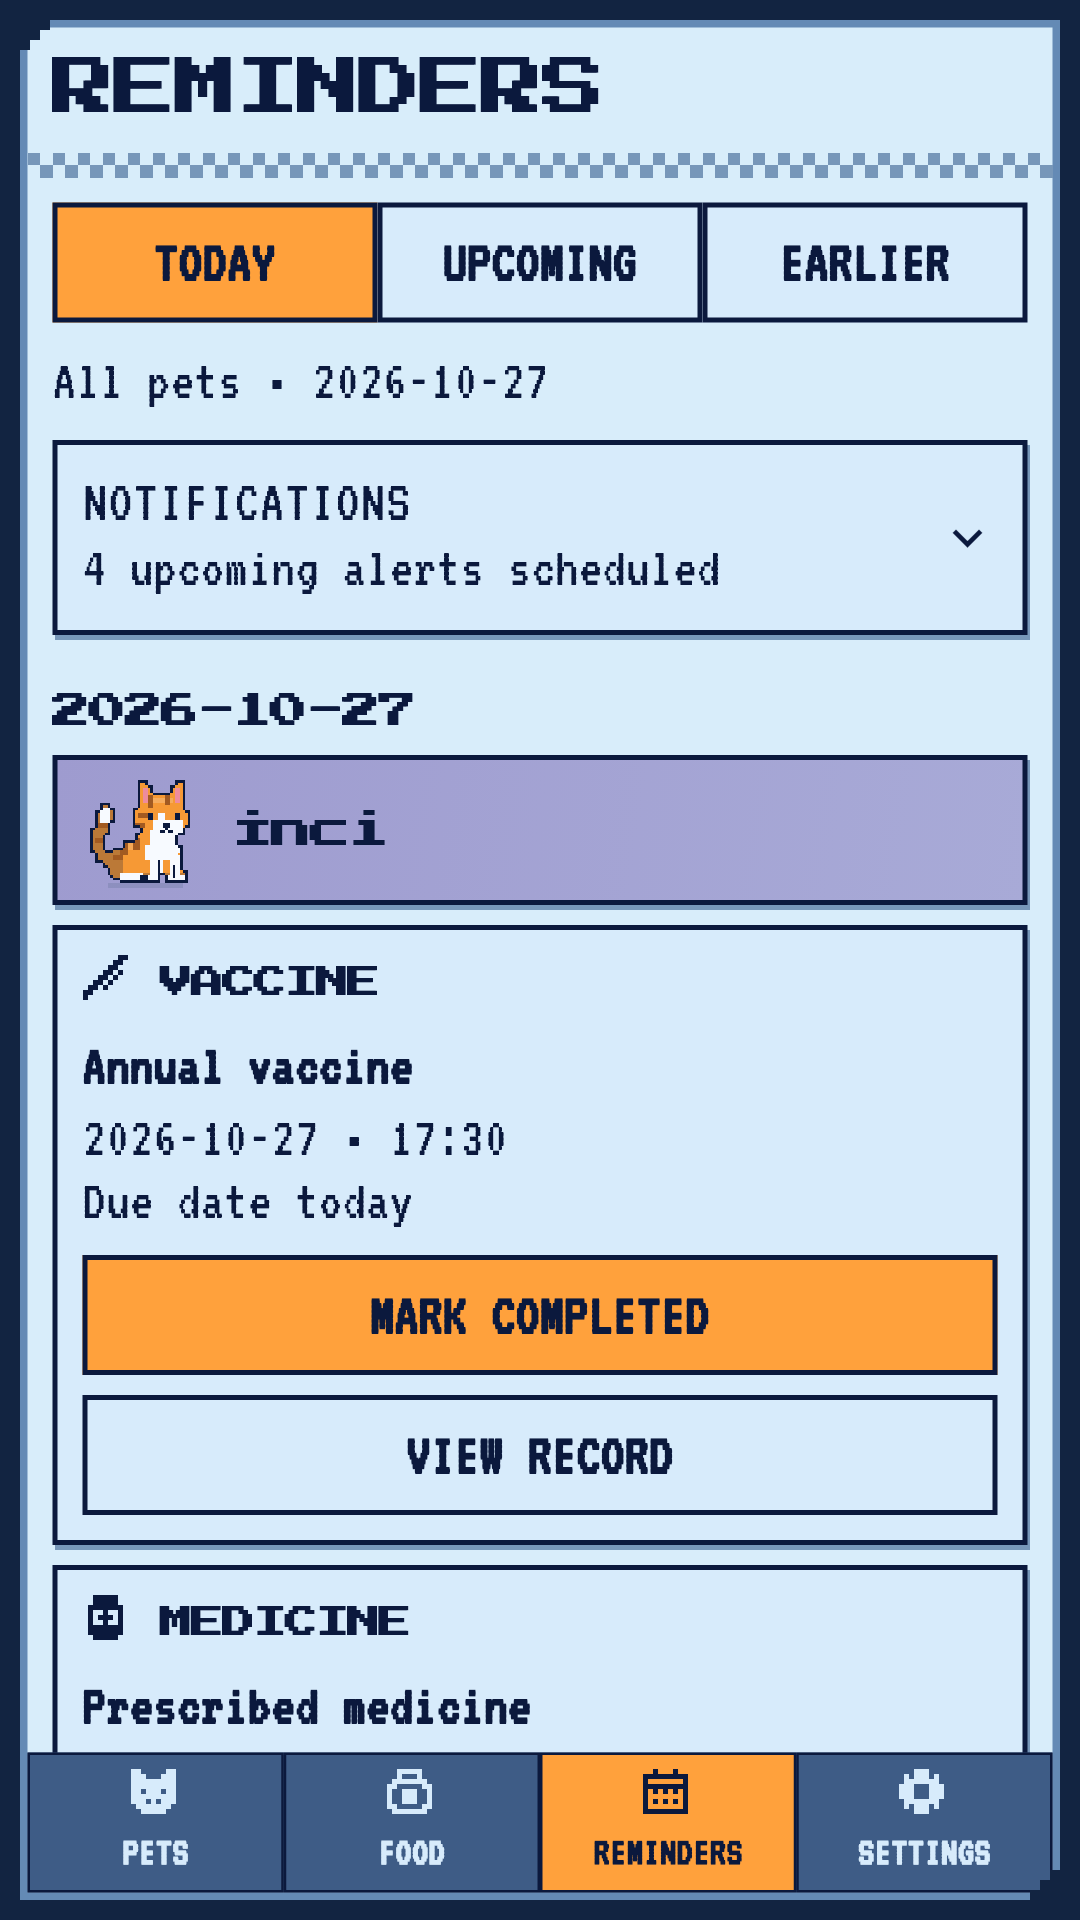 REMINDERS
TODAY UPCOMING EARLIER
All pets · 2026-10-27
NOTIFICATIONS
4 upcoming alerts scheduled
2026-10-27
inci
VACCINE
Annual vaccine
2026-10-27 · 17:30
Due date today
MARK COMPLETED
VIEW RECORD
MEDICINE
Prescribed medicine
PETS FOOD REMINDERS SETTINGS